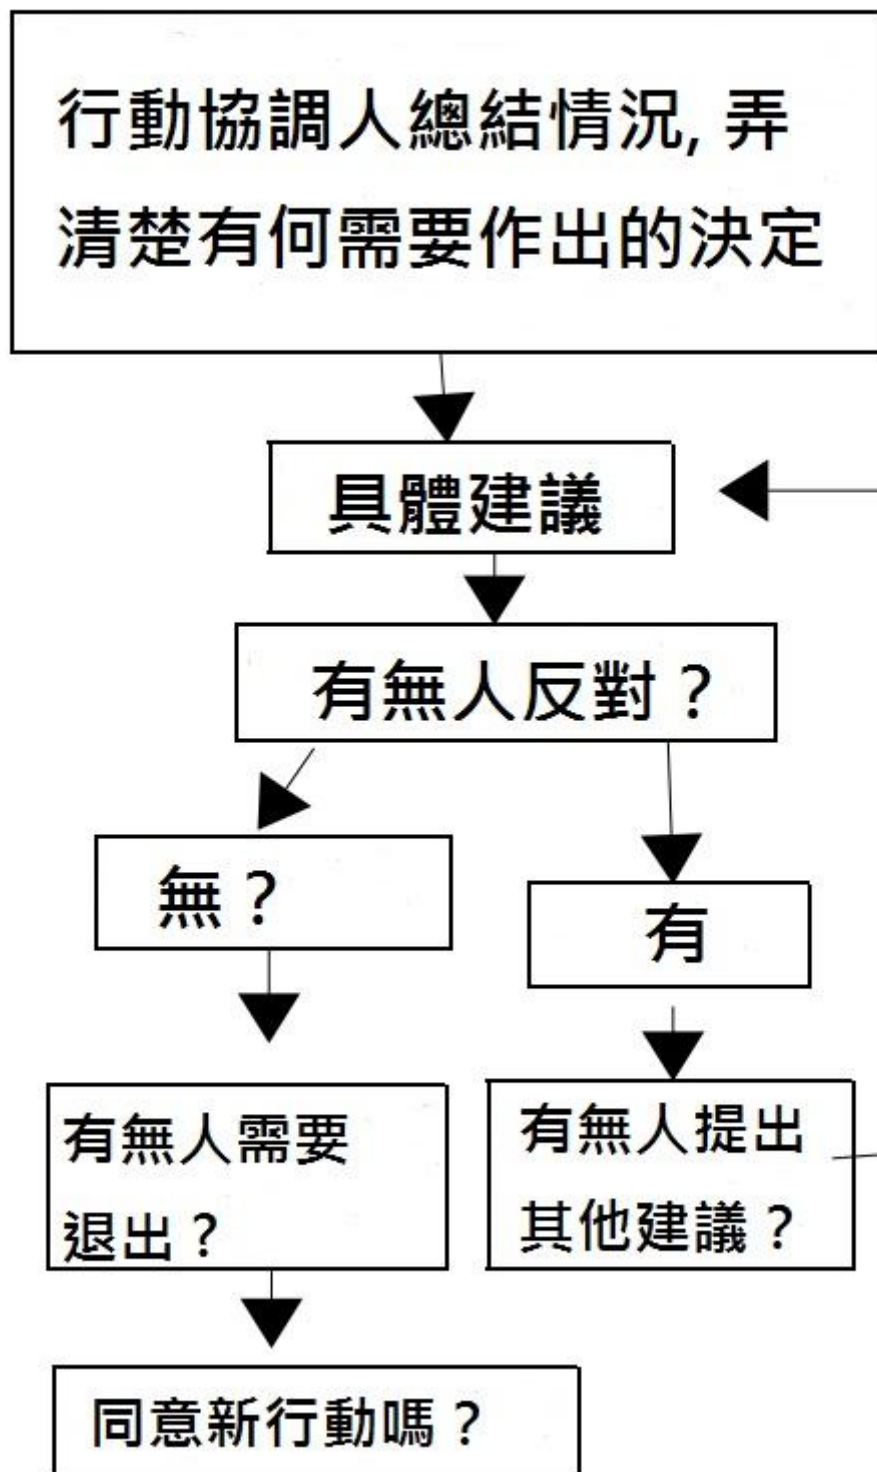 行動協調人總結情況, 弄
清楚有何需要作出的決定
具體建議
有無人反對？
無？
有
有無人需要
退出？
有無人提出
其他建議？
同意新行動嗎？